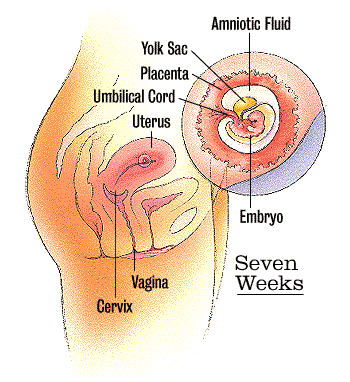 Amniotic Fluid
Yolk Sac
Placenta
Umbilical Cord
Uterus
Embryo
Seven
Weeks
Vagina
Cervix